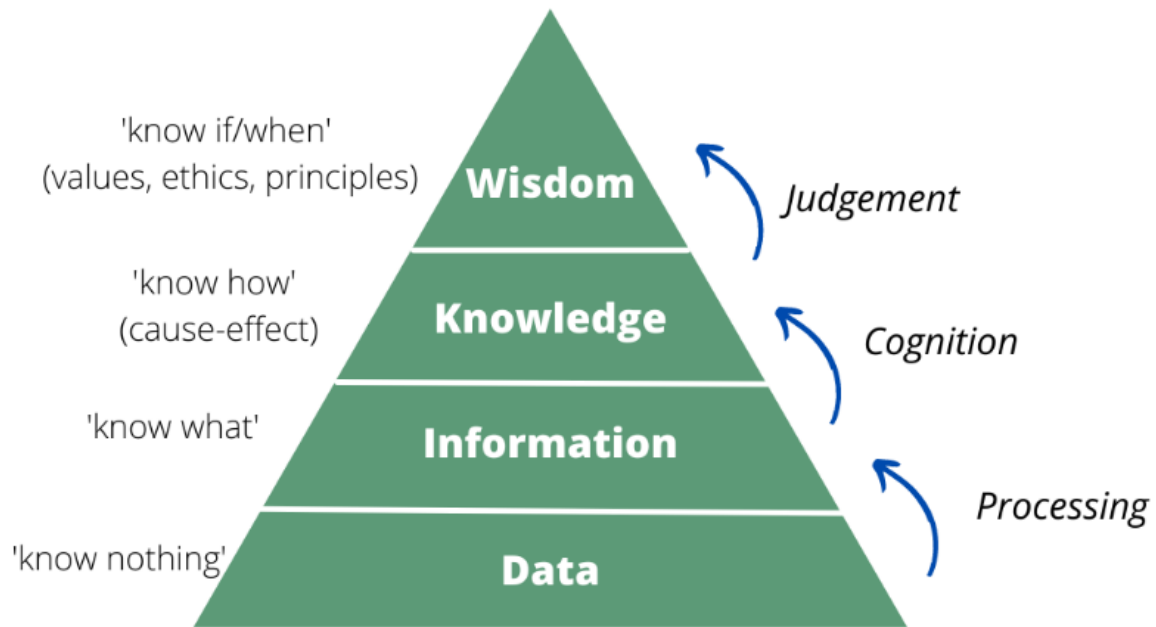 'know if/when'
(values, ethics, principles)
Wisdom
Judgement
'know how'
(cause-effect)
Knowledge
Cognition
'know what'
Information
Processing
'know nothing'
Data